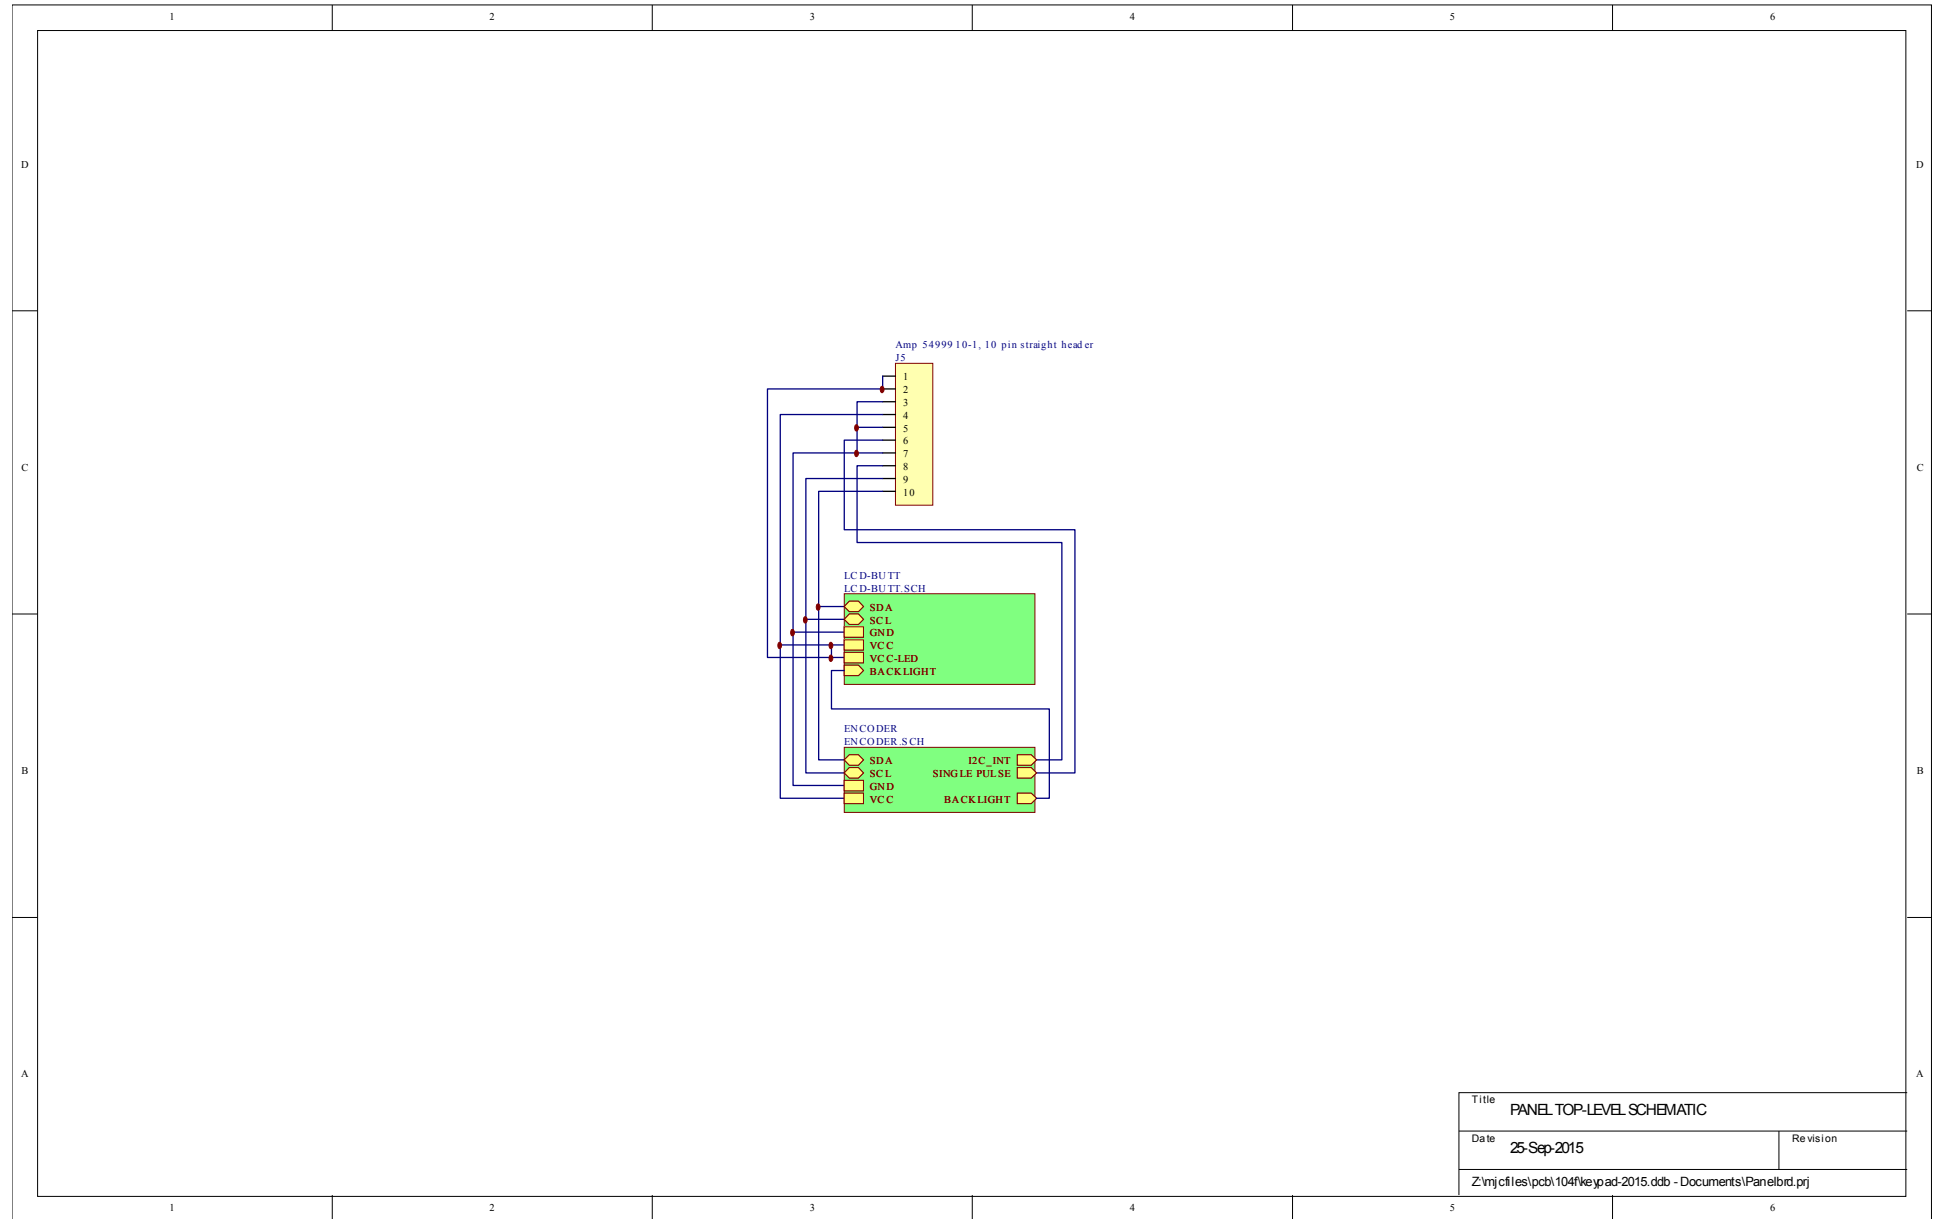 1 2 3 4 5 6
D D
Amp 5499910-1, 10 pin straight header
J5
1
2
3
4
5
6
7
8
9
10
C C
LCD-BUTT
LCD-BUTT.SCH
SDA
SCL
GND
VCC
VCC-LED
BACKLIGHT
ENCODER
ENCODER.SCH
SDA I2C_INT
SCL SINGLE PULSE
GND
VCC BACKLIGHT
B B
A A
Title PANEL TOP-LEVEL SCHEMATIC
Date 25-Sep-2015 Revision
Z:\mjcfiles\pcb\104f\keypad-2015.ddb - Documents\Panelbrd.prj
1 2 3 4 5 6